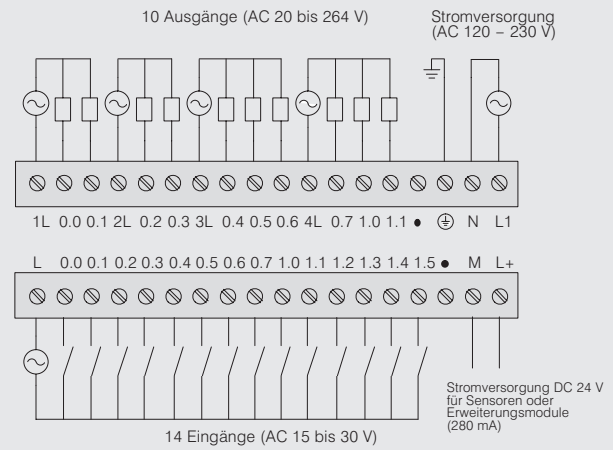 10 Ausgänge (AC 20 bis 264 V)
Stromversorgung
(AC 120 – 230 V)
1L 0.0 0.1 2L 0.2 0.3 3L 0.4 0.5 0.6 4L 0.7 1.0 1.1 • N L1
L 0.0 0.1 0.2 0.3 0.4 0.5 0.6 0.7 1.0 1.1 1.2 1.3 1.4 1.5 • M L+
Stromversorgung DC 24 V
für Sensoren oder
Erweiterungsmodule
(280 mA)
14 Eingänge (AC 15 bis 30 V)